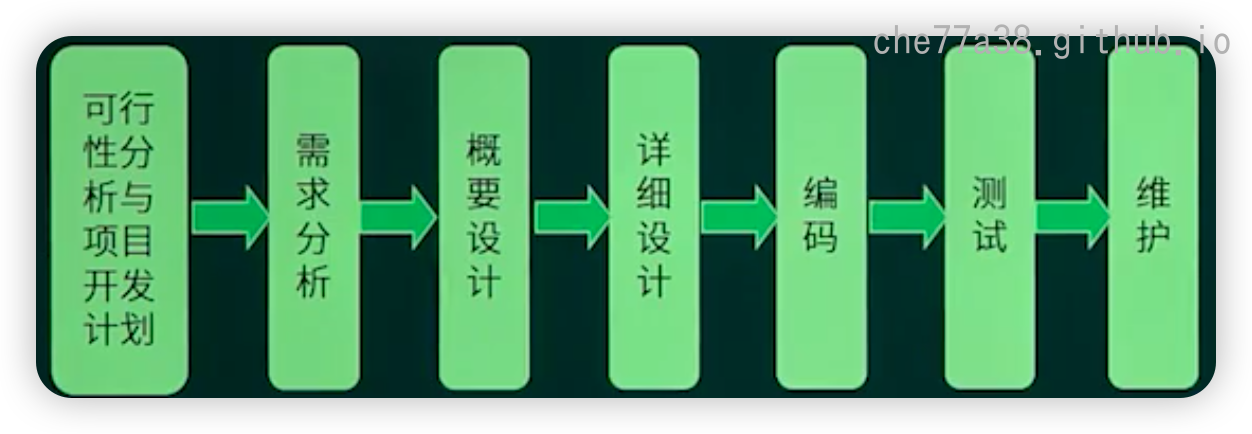 che77a38.github.io
可行
性分
析与
项目
开发
计划
需
求
分
析
概
要
设
计
详
细
设
计
编
码
测
试
维
护